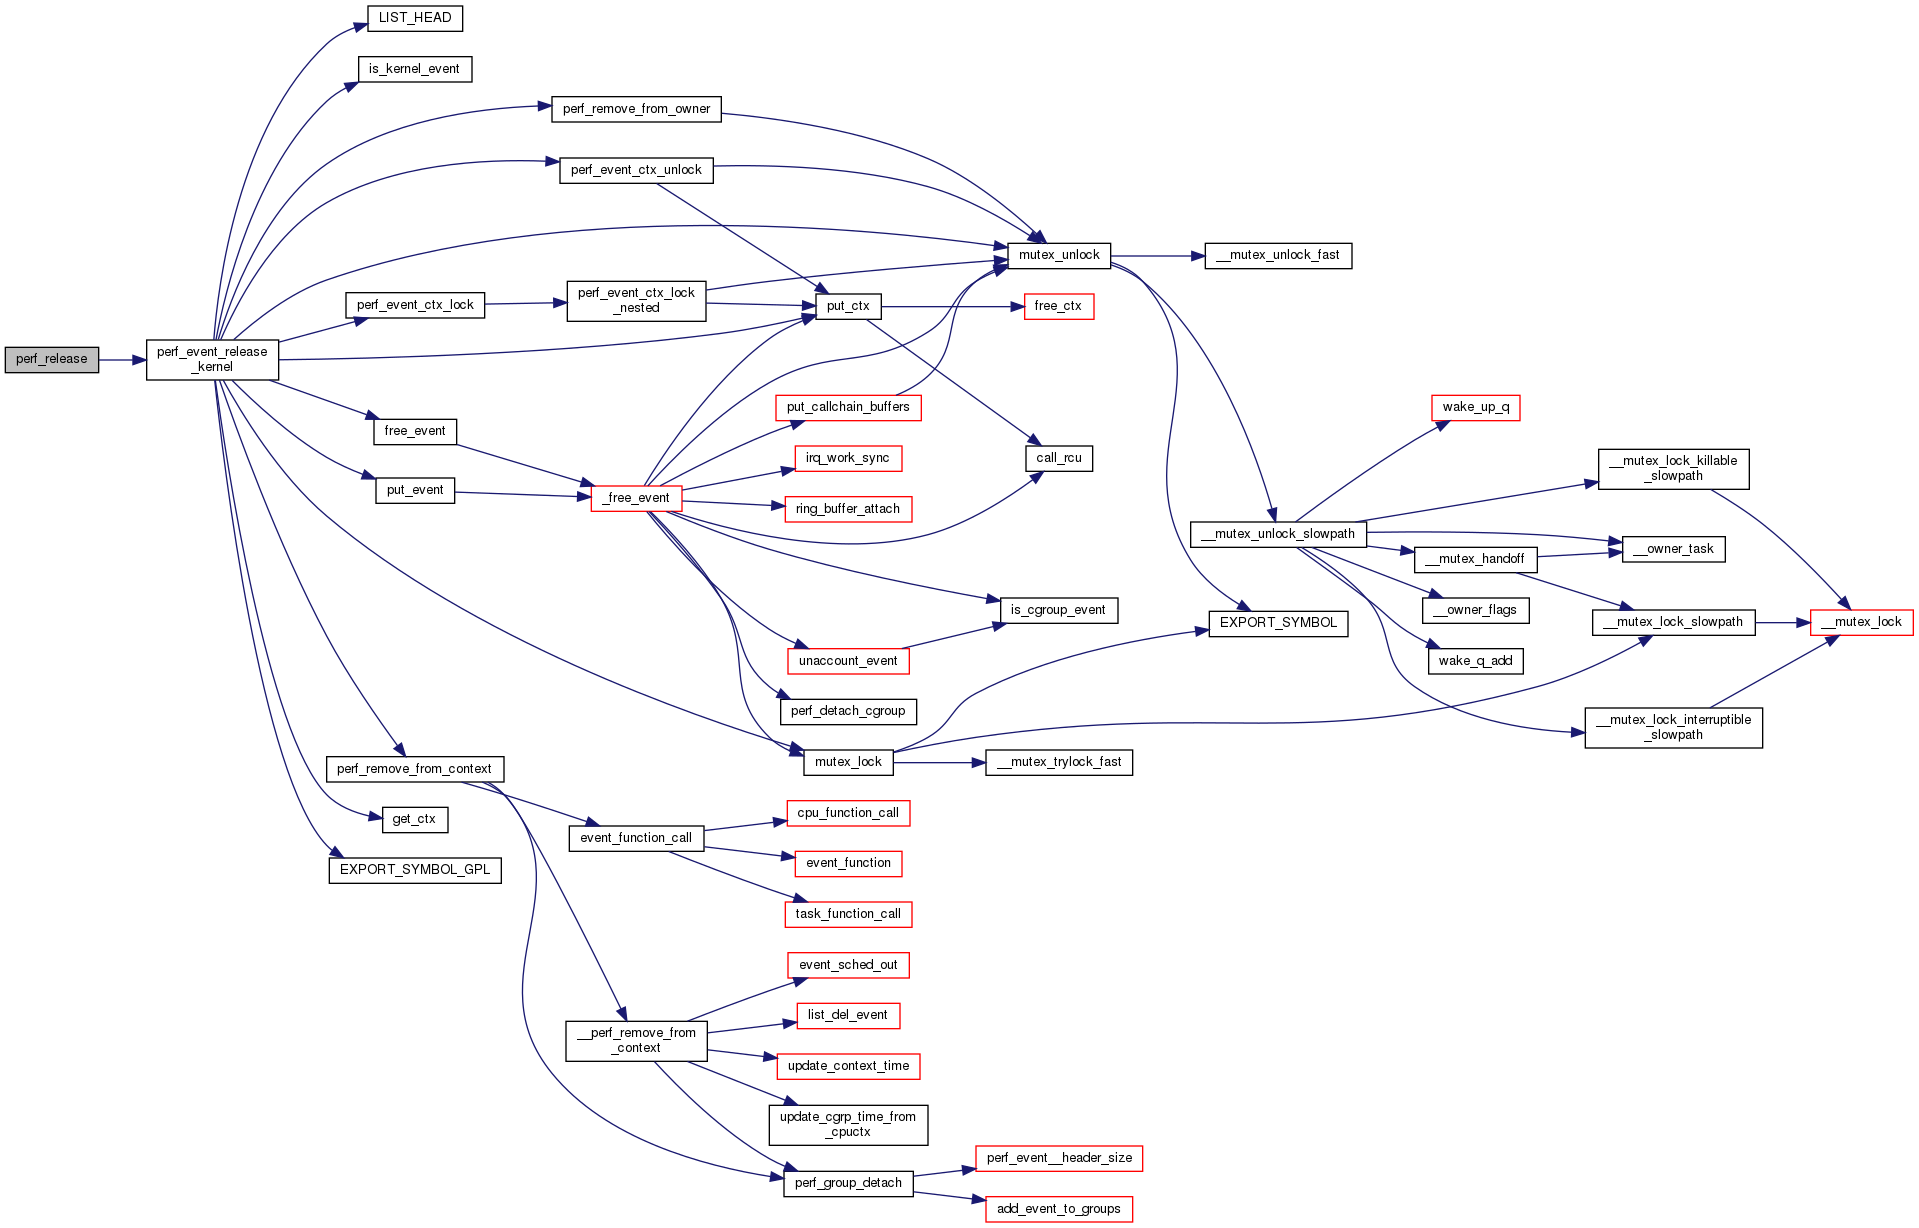 LIST_HEAD
is_kernel_event
perf_remove_from_owner
perf_event_ctx_unlock
mutex_unlock
__mutex_unlock_fast
perf_event_ctx_lock
perf_event_ctx_lock
_nested
put_ctx
free_ctx
perf_release
perf_event_release
_kernel
put_callchain_buffers
wake_up_q
free_event
irq_work_sync
call_rcu
__mutex_lock_killable
_slowpath
put_event
_free_event
ring_buffer_attach
__mutex_unlock_slowpath
__owner_task
__mutex_handoff
is_cgroup_event
__owner_flags
EXPORT_SYMBOL
__mutex_lock_slowpath
__mutex_lock
unaccount_event
wake_q_add
perf_detach_cgroup
__mutex_lock_interruptible
_slowpath
perf_remove_from_context
mutex_lock
__mutex_trylock_fast
get_ctx
cpu_function_call
event_function_call
event_function
EXPORT_SYMBOL_GPL
task_function_call
event_sched_out
list_del_event
__perf_remove_from
_context
update_context_time
update_cgrp_time_from
_cpuctx
perf_event__header_size
perf_group_detach
add_event_to_groups